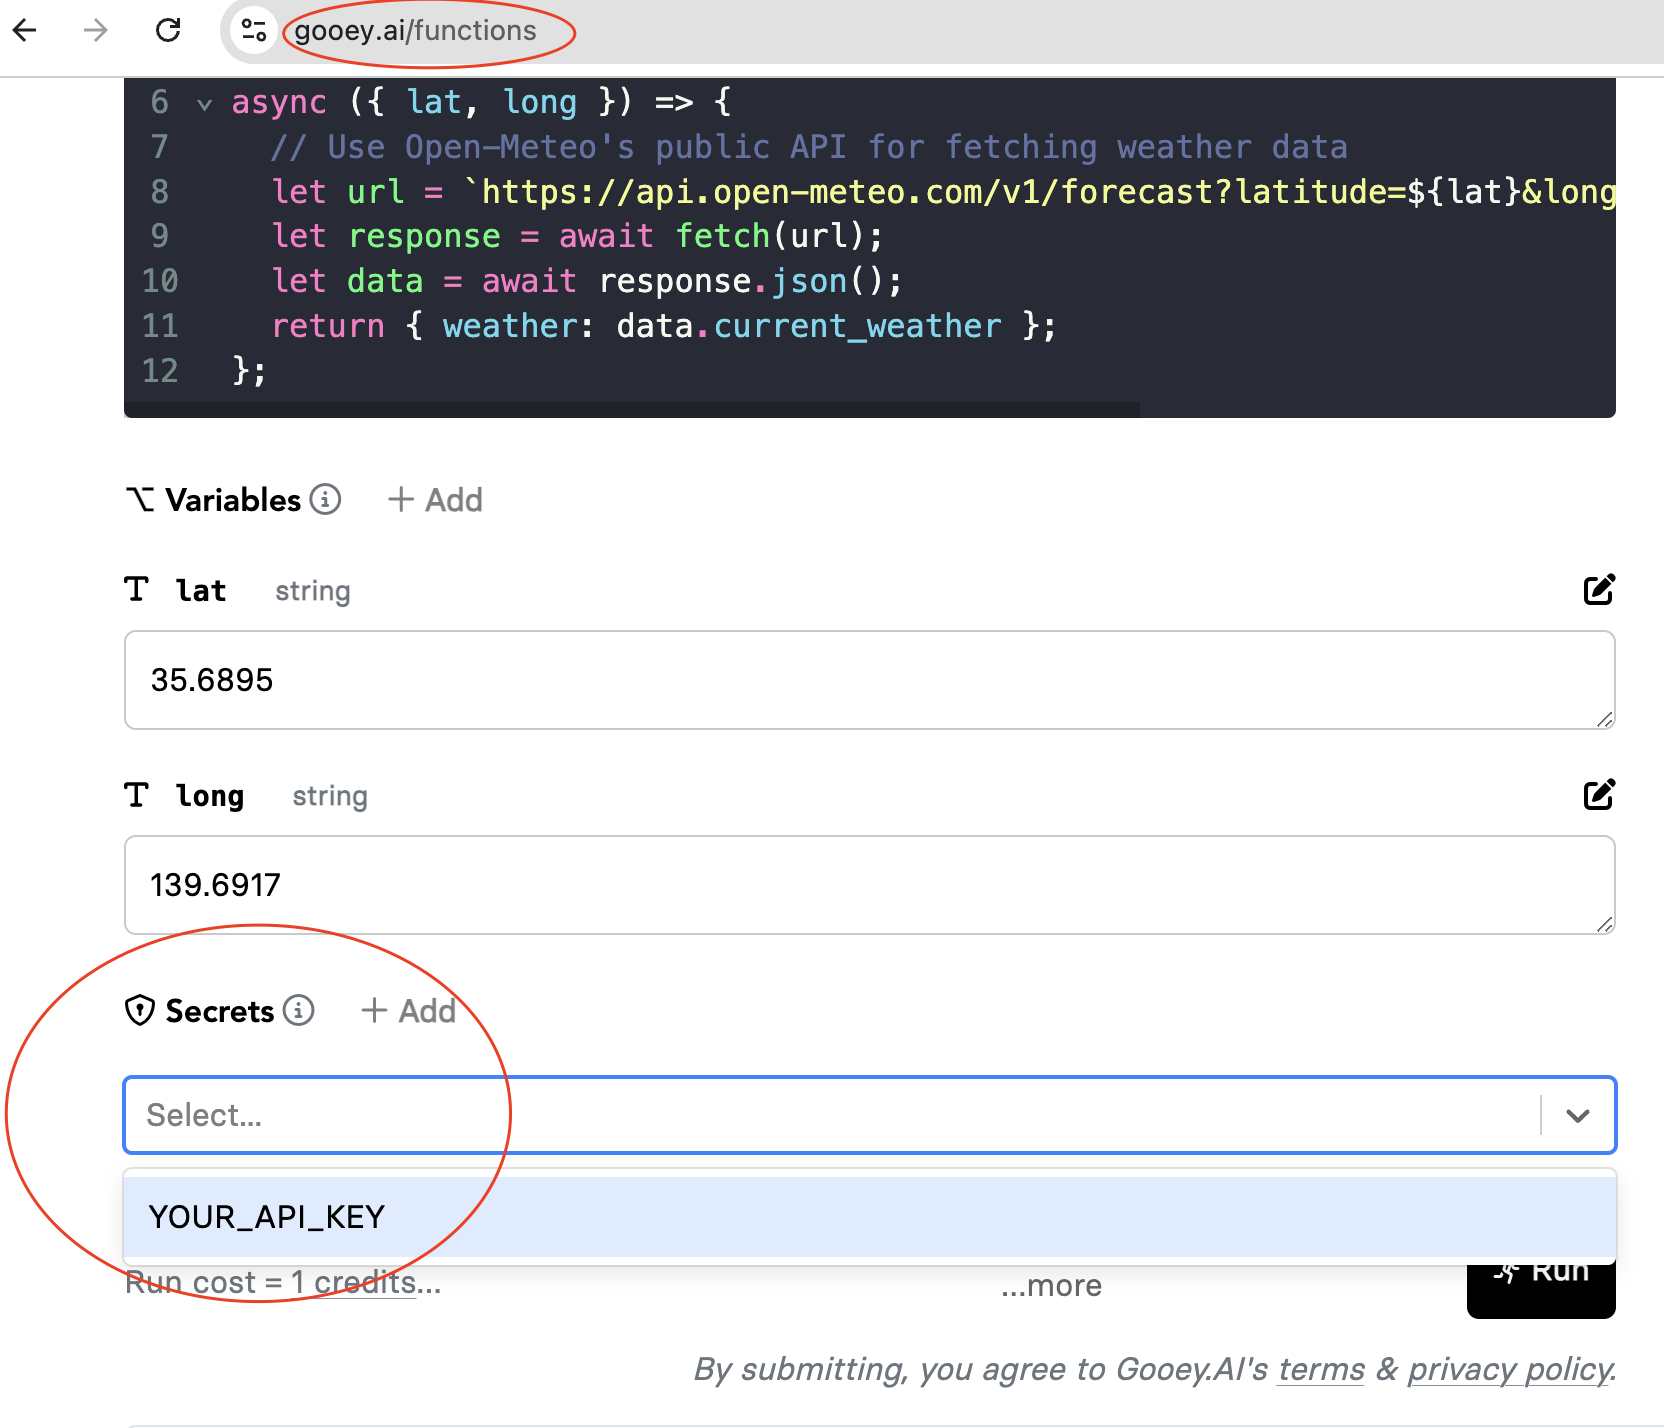 gooey.ai/functions
6 async ({ lat, long }) => {
7 // Use Open-Meteo's public API for fetching weather data
8 let url = `https://api.open-meteo.com/v1/forecast?latitude=${lat}&long
9 let response = await fetch(url);
10 let data = await response.json();
11 return { weather: data.current_weather };
12 };
Variables + Add
lat string
35.6895
long string
139.6917
Secrets + Add
Select...
YOUR_API_KEY
Run cost = 1 credits... ...more Run
By submitting, you agree to Gooey.AI's terms & privacy policy.